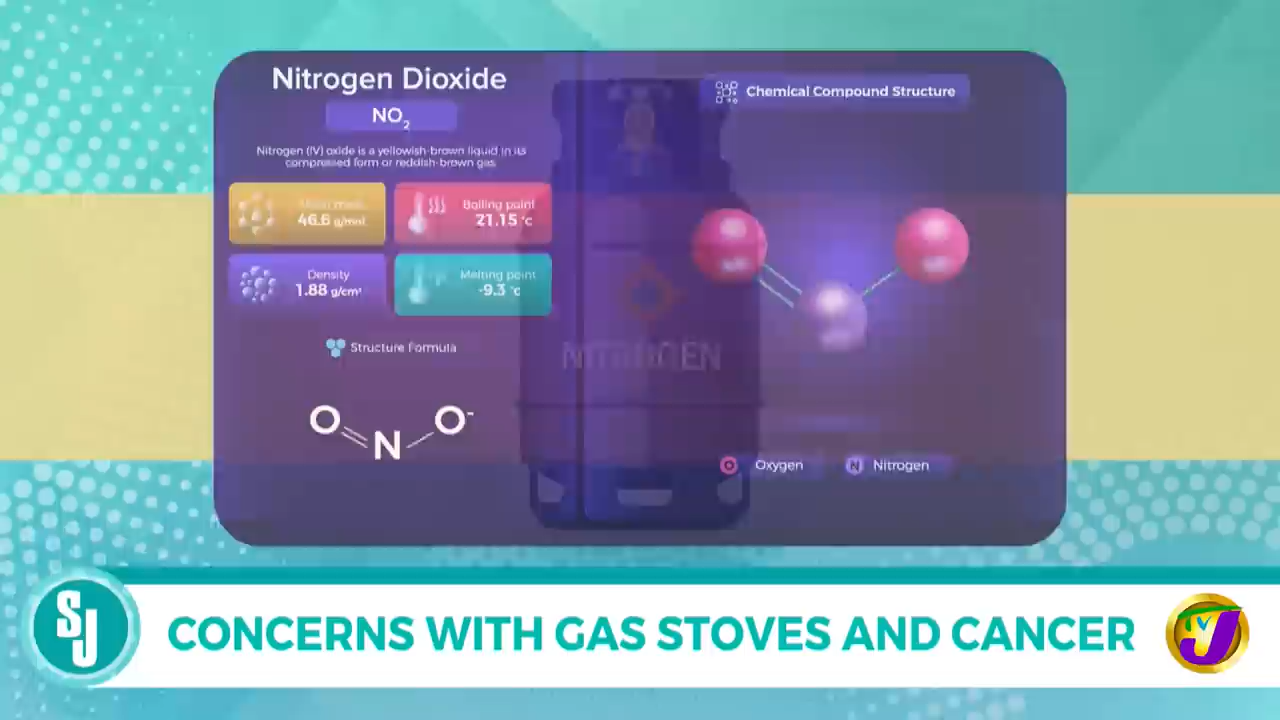 Nitrogen Dioxide
NO2
Nitrogen (IV) oxide is a yellowish-brown liquid in its
compressed form or reddish-brown gas
46.6 g/mol
Boiling point
21.15 °C
Density
1.88 g/cm³
Melting point
-9.3 °C
Structure Formula
O N O-
Chemical Compound Structure
Oxygen
N Nitrogen
NITROGEN
SJ
CONCERNS WITH GAS STOVES AND CANCER
TVJ